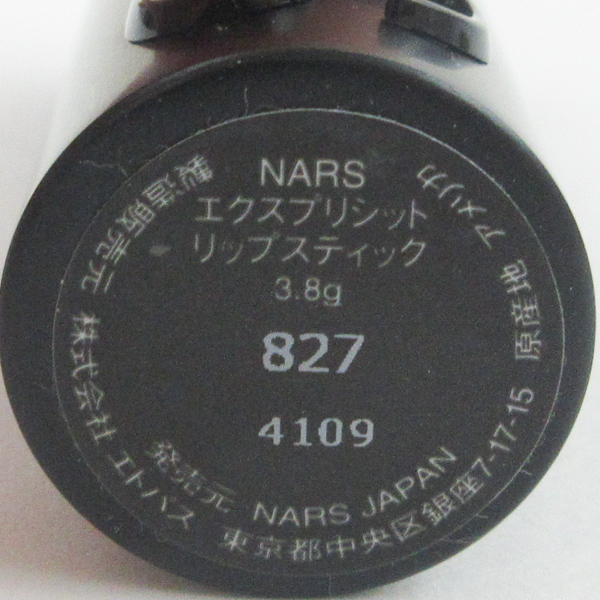 NARS
エクスプリシット
リップスティック
3.8g
827
4109
発売元 NARS JAPAN
製造販売元 株式会社 エトバス 東京都中央区銀座7-17-15 原産地 アメリカ